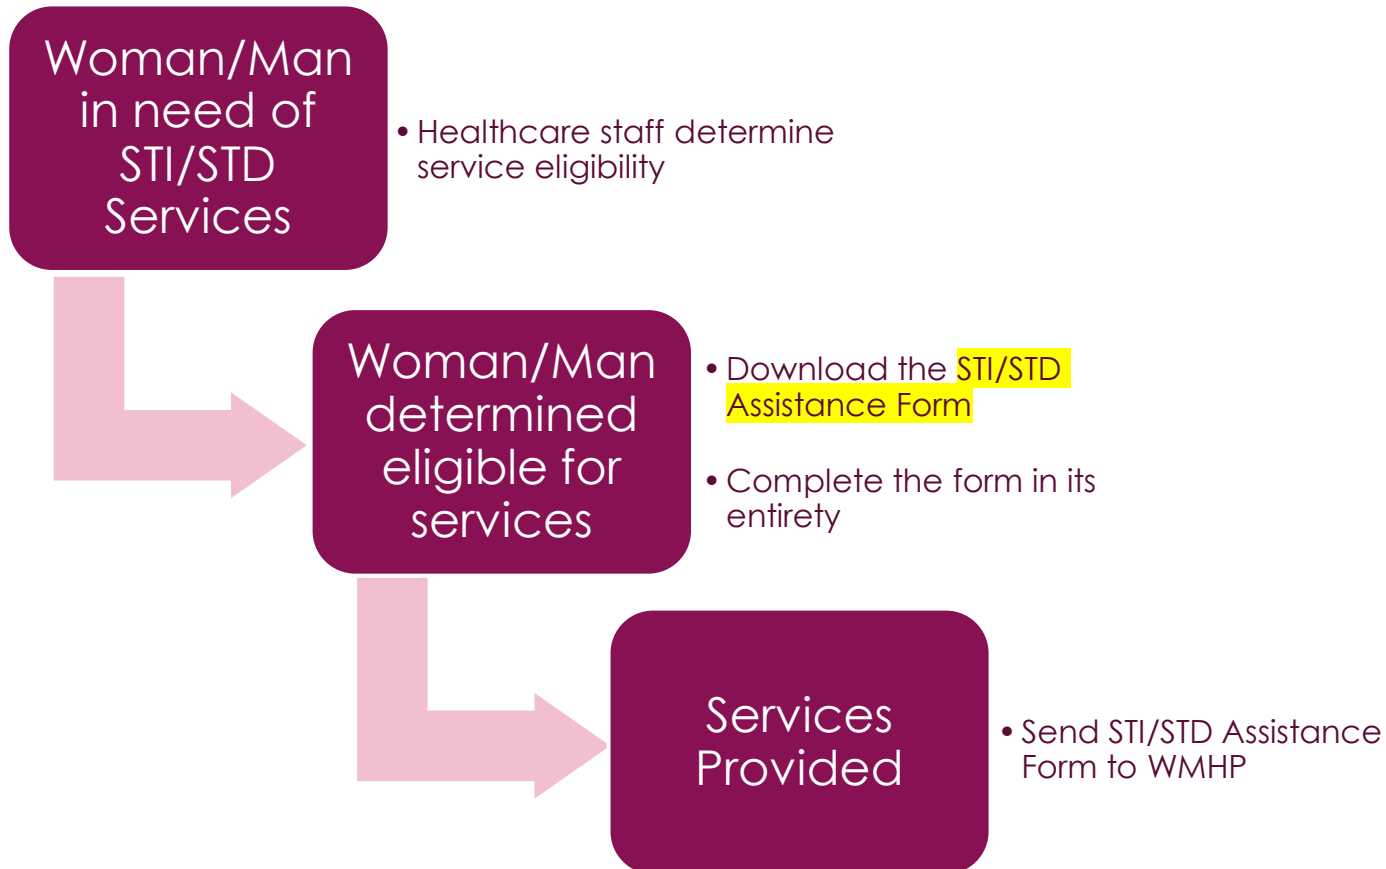 Woman/Man
in need of
STI/STD
Services
• Healthcare staff determine
service eligibility
Woman/Man
determined
eligible for
services
• Download the STI/STD
Assistance Form
• Complete the form in its
entirety
Services
Provided
• Send STI/STD Assistance
Form to WMHP